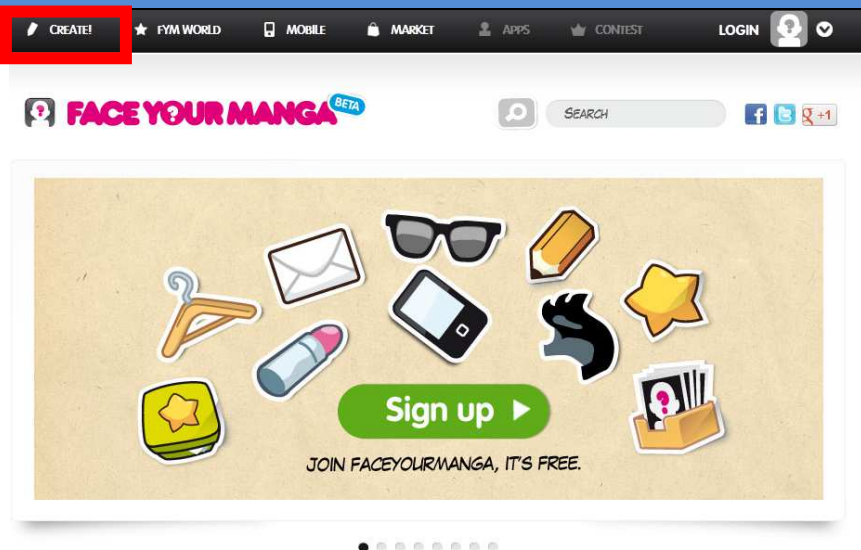 CREATE! FYM WORLD MOBILE MARKET APPS CONTEST LOGIN
FACE YOUR MANGA BETA SEARCH f t g +1
Sign up
JOIN FACEYOURMANGA, IT'S FREE.